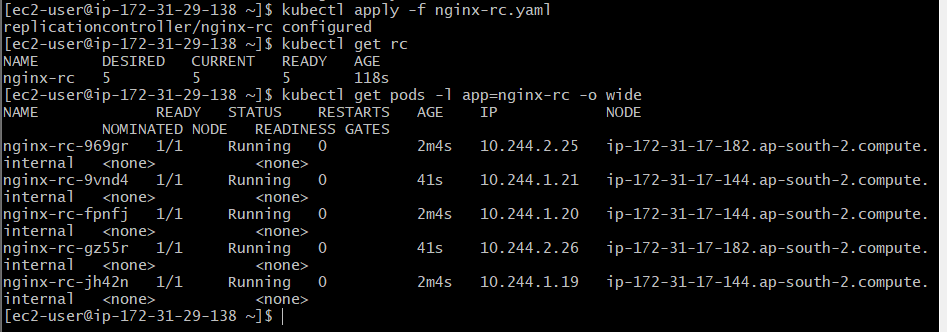 [ec2-user@ip-172-31-29-138 ~]$ kubectl apply -f nginx-rc.yaml
replicationcontroller/nginx-rc configured
[ec2-user@ip-172-31-29-138 ~]$ kubectl get rc
NAME       DESIRED   CURRENT   READY   AGE
nginx-rc   5         5         5       118s
[ec2-user@ip-172-31-29-138 ~]$ kubectl get pods -l app=nginx-rc -o wide
NAME             READY   STATUS    RESTARTS   AGE    IP            NODE
           NOMINATED NODE   READINESS GATES
nginx-rc-969gr   1/1     Running   0          2m4s   10.244.2.25   ip-172-31-17-182.ap-south-2.compute.
internal   <none>           <none>
nginx-rc-9vnd4   1/1     Running   0          41s    10.244.1.21   ip-172-31-17-144.ap-south-2.compute.
internal   <none>           <none>
nginx-rc-fpnfj   1/1     Running   0          2m4s   10.244.1.20   ip-172-31-17-144.ap-south-2.compute.
internal   <none>           <none>
nginx-rc-gz55r   1/1     Running   0          41s    10.244.2.26   ip-172-31-17-182.ap-south-2.compute.
internal   <none>           <none>
nginx-rc-jh42n   1/1     Running   0          2m4s   10.244.1.19   ip-172-31-17-144.ap-south-2.compute.
internal   <none>           <none>
[ec2-user@ip-172-31-29-138 ~]$